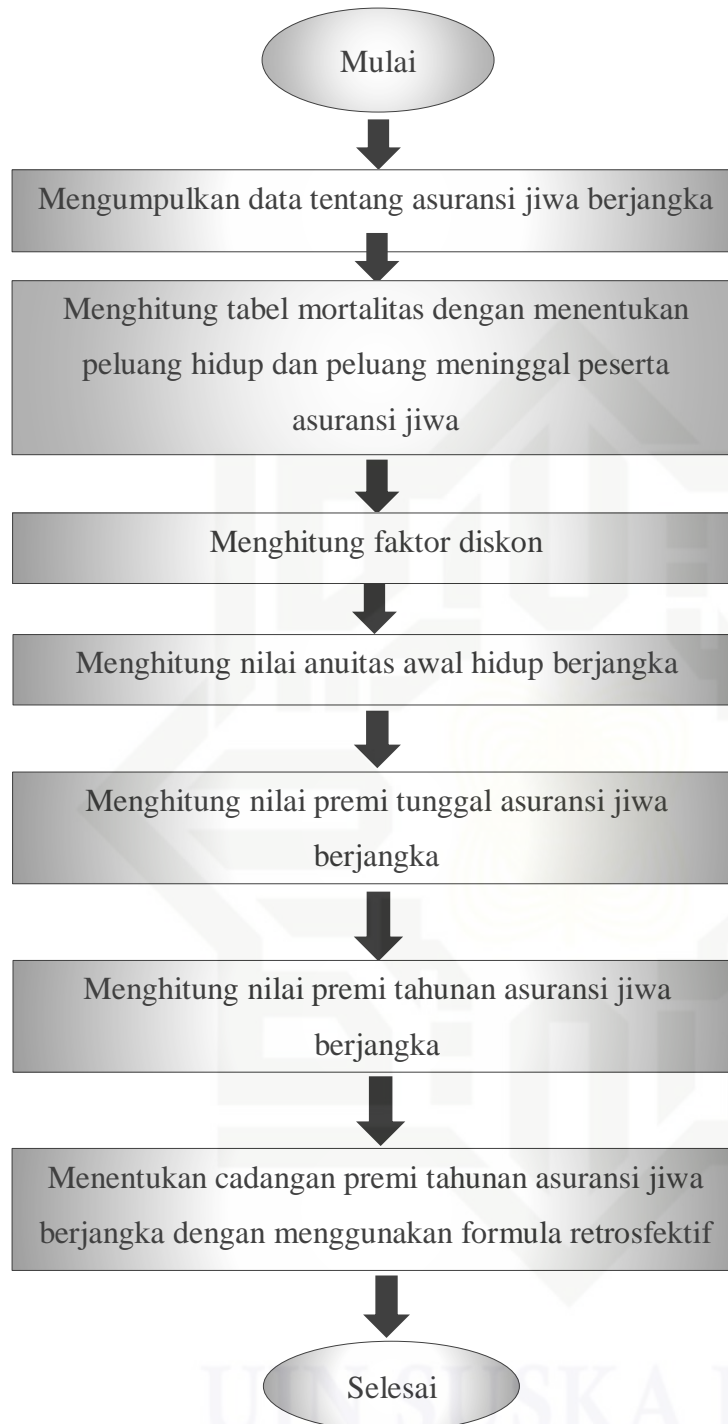 Mulai
Mengumpulkan data tentang asuransi jiwa berjangka
Menghitung tabel mortalitas dengan menentukan
peluang hidup dan peluang meninggal peserta
asuransi jiwa
Menghitung faktor diskon
Menghitung nilai anuitas awal hidup berjangka
Menghitung nilai premi tunggal asuransi jiwa
berjangka
Menghitung nilai premi tahunan asuransi jiwa
berjangka
Menentukan cadangan premi tahunan asuransi jiwa
berjangka dengan menggunakan formula retrosfektif
Selesai
UIN SUSKA